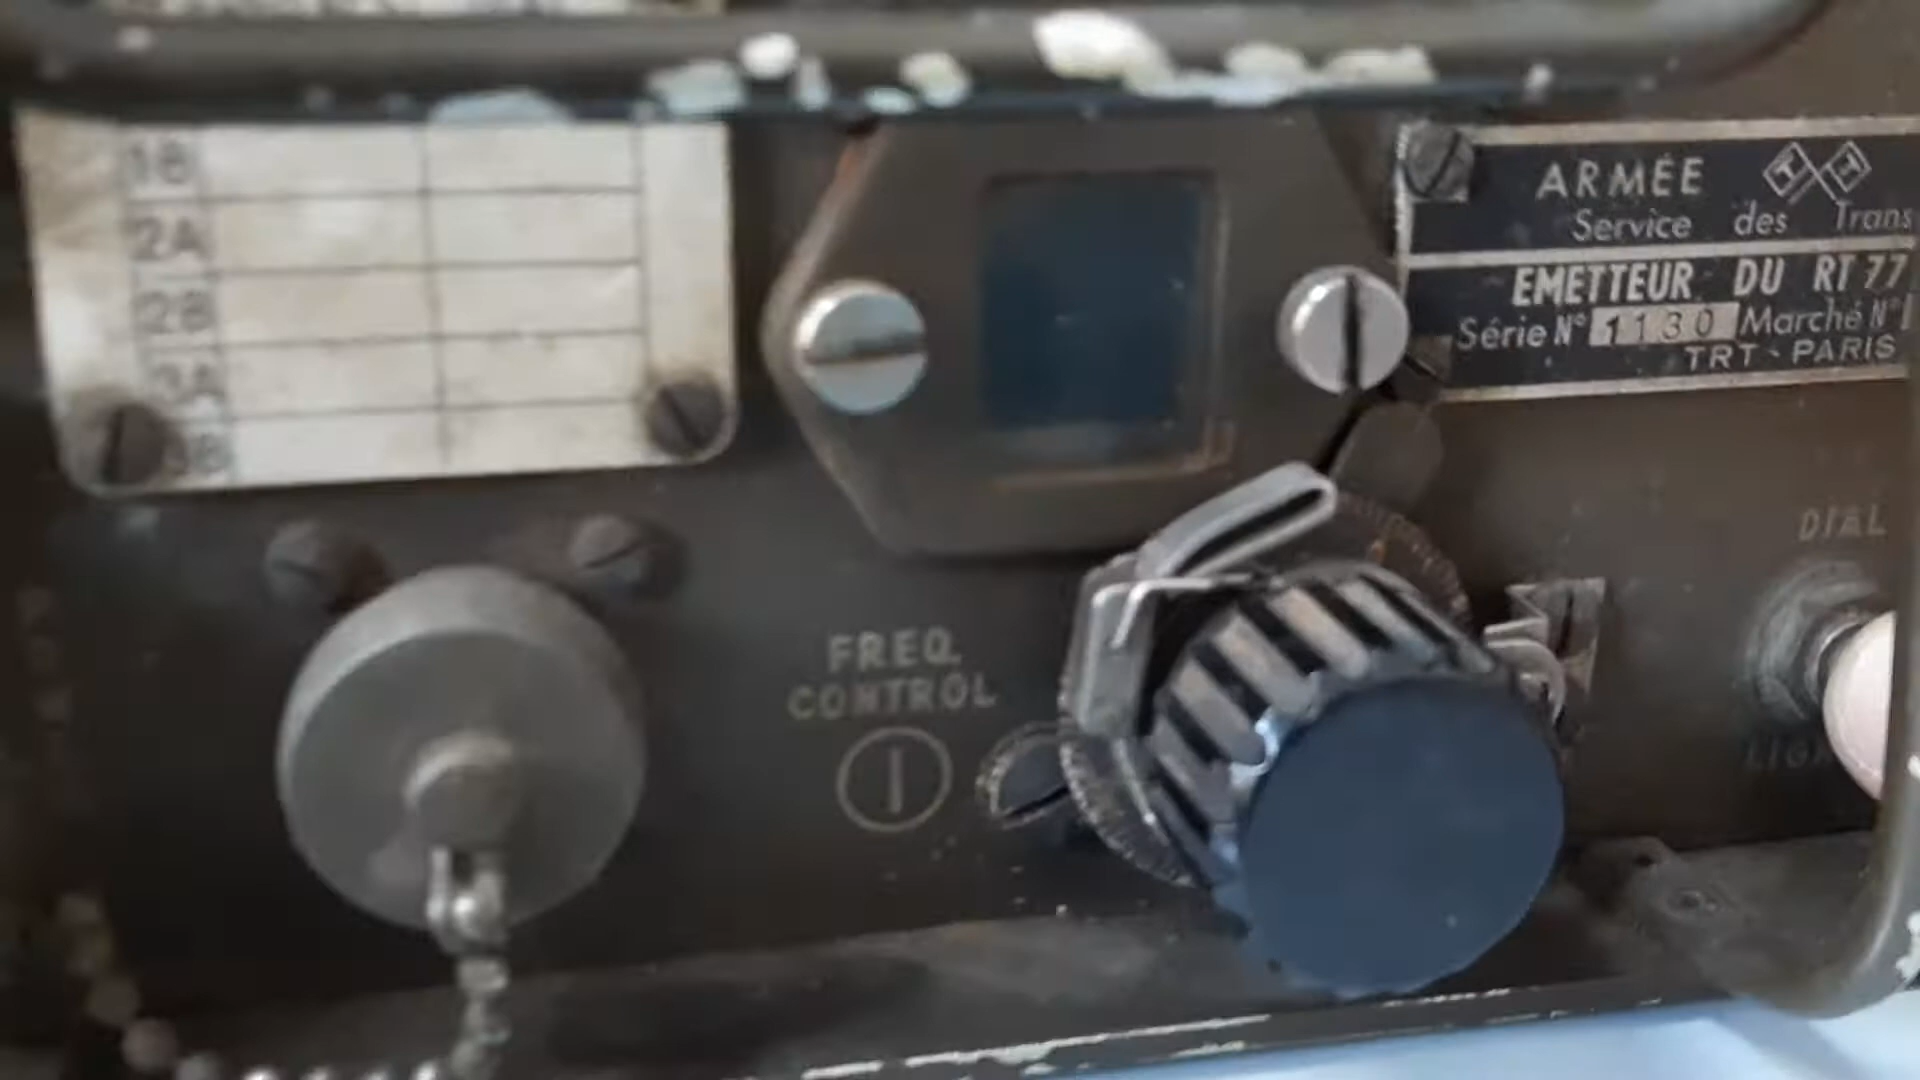 1B
2A
2B
3A
3B
ARMÉE
Service des Trans
EMETTEUR DU RT 77
Série N° 1130 Marché N°
TRT - PARIS
DIAL
FREQ.
CONTROL